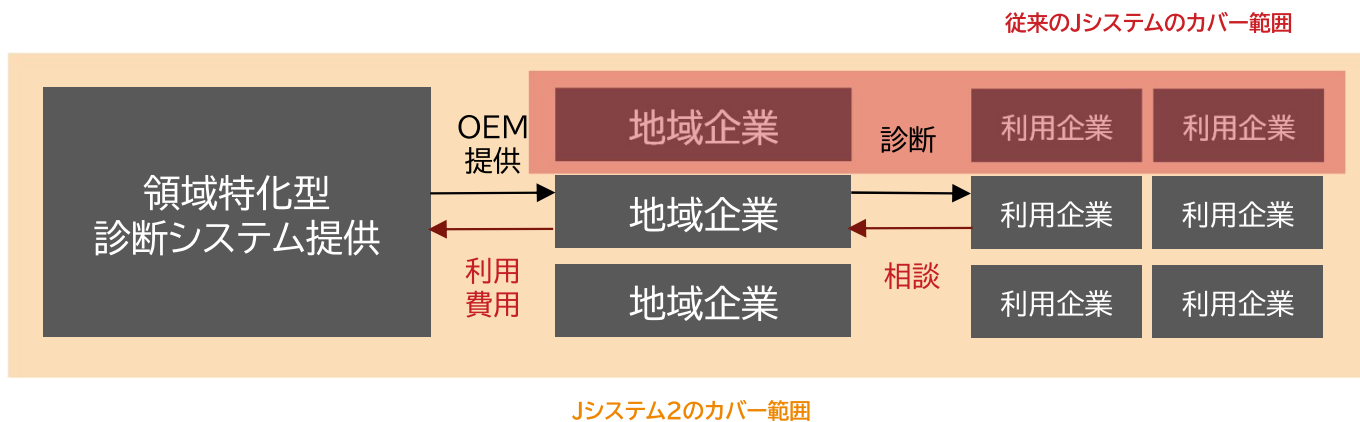 従来のJシステムのカバー範囲
領域特化型
診断システム提供
OEM
提供
利用
費用
地域企業
診断
利用企業
利用企業
地域企業
利用企業
利用企業
相談
地域企業
利用企業
利用企業
Jシステム2のカバー範囲